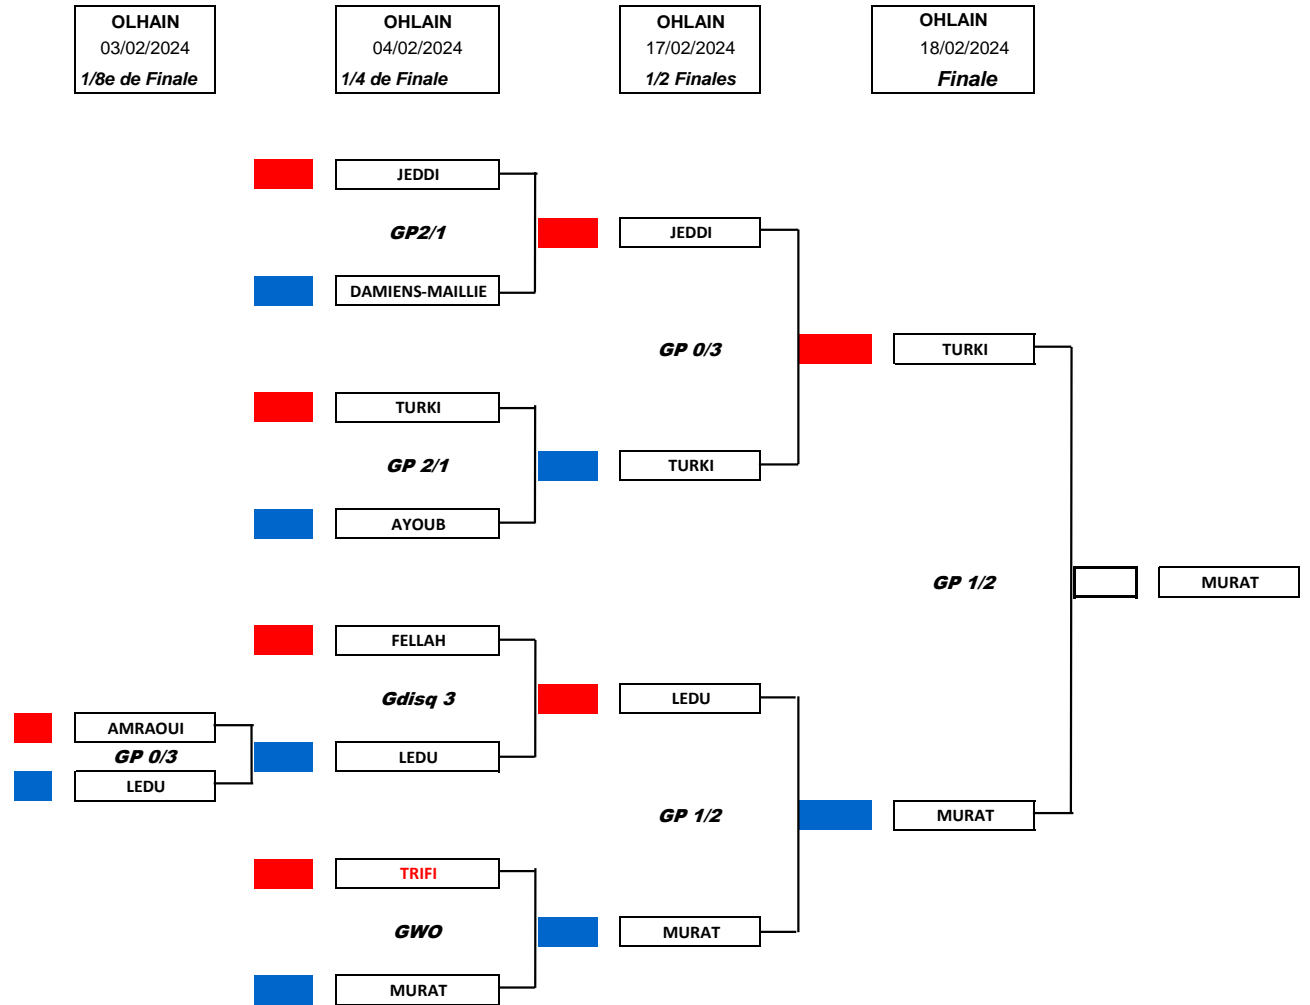 OLHAIN
03/02/2024
1/8e de Finale
OHLAIN
04/02/2024
1/4 de Finale
OHLAIN
17/02/2024
1/2 Finales
OHLAIN
18/02/2024
Finale
JEDDI
GP2/1
DAMIENS-MAILLIE
JEDDI
GP 0/3
TURKI
TURKI
GP 2/1
AYOUB
TURKI
GP 1/2
MURAT
FELLAH
Gdisq 3
LEDU
AMRAOUI
GP 0/3
LEDU
LEDU
GP 1/2
MURAT
TRIFI
GWO
MURAT
MURAT